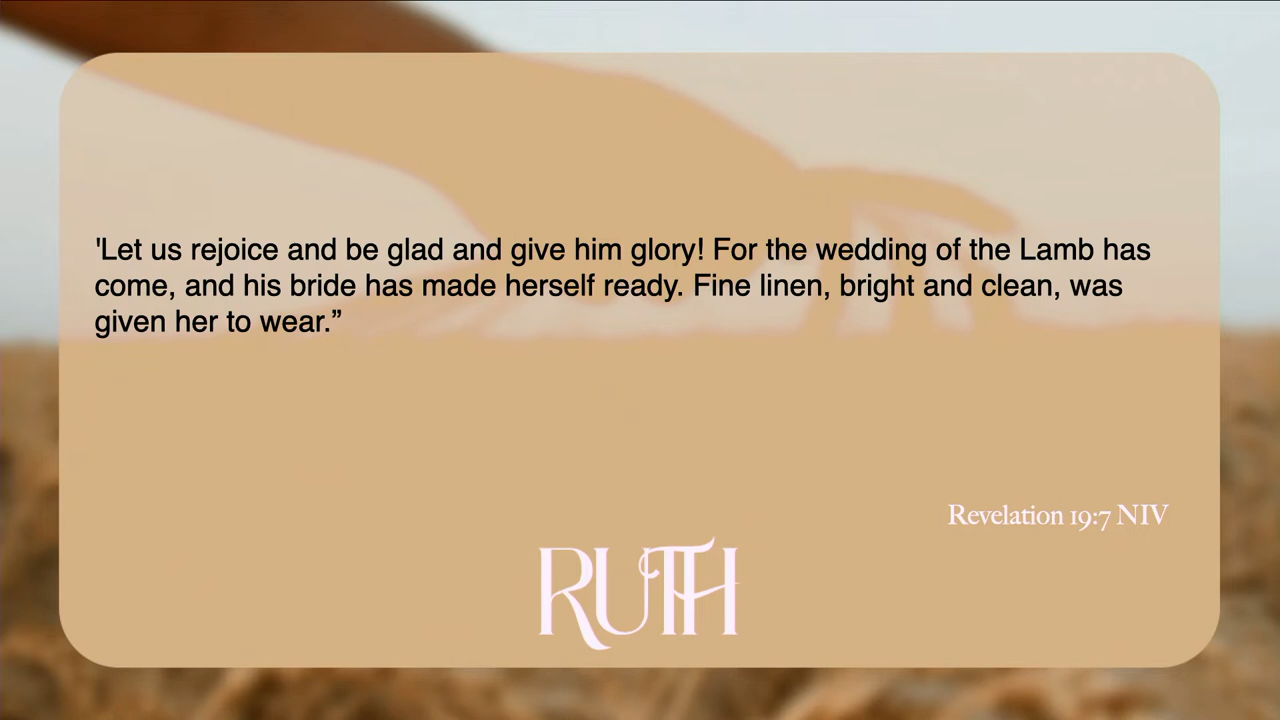 'Let us rejoice and be glad and give him glory! For the wedding of the Lamb has
come, and his bride has made herself ready. Fine linen, bright and clean, was
given her to wear.”
Revelation 19:7 NIV
RUTH